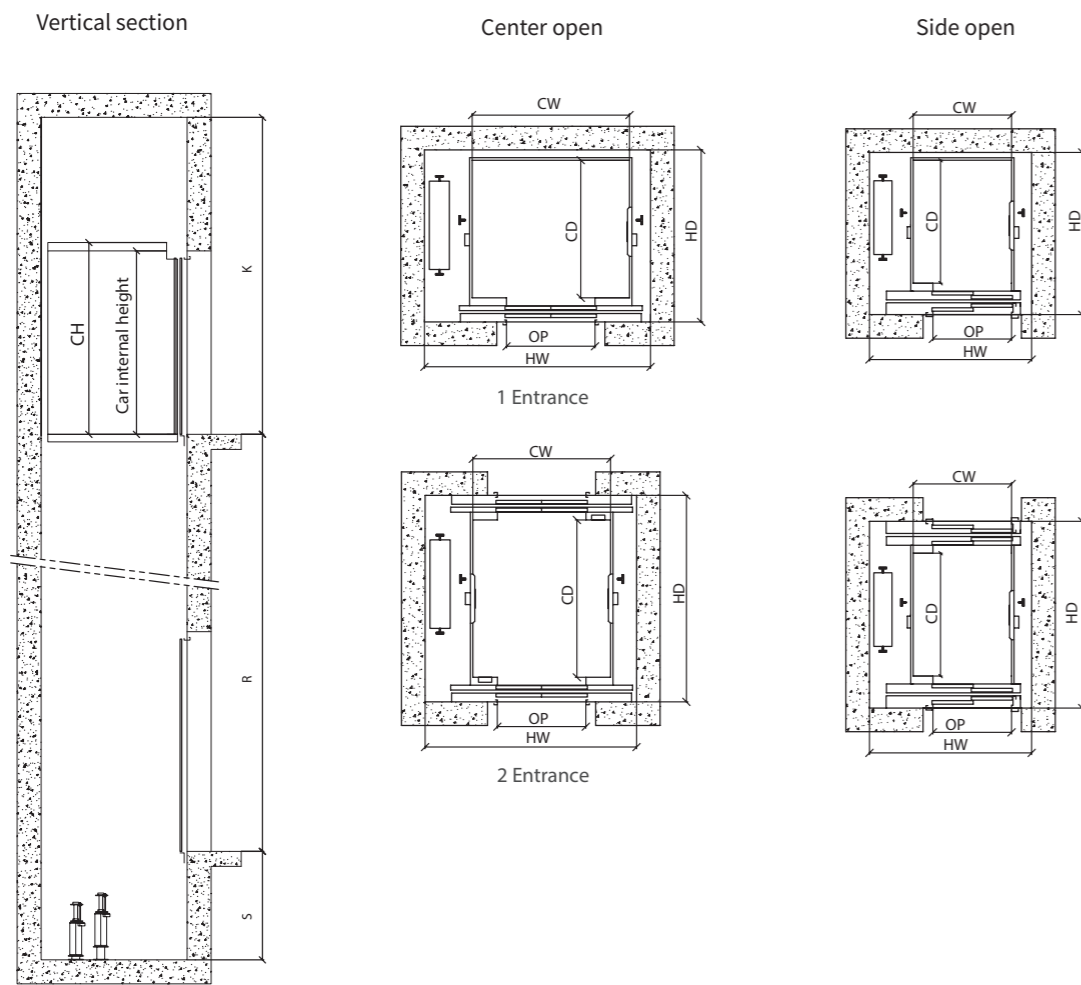 Vertical section
Center open
Side open
CW
CD
HD
OP
HW
1 Entrance
CW
CD
HD
OP
HW
K
CH
Car internal height
R
S
CW
CD
HD
OP
HW
2 Entrance
CW
CD
HD
OP
HW